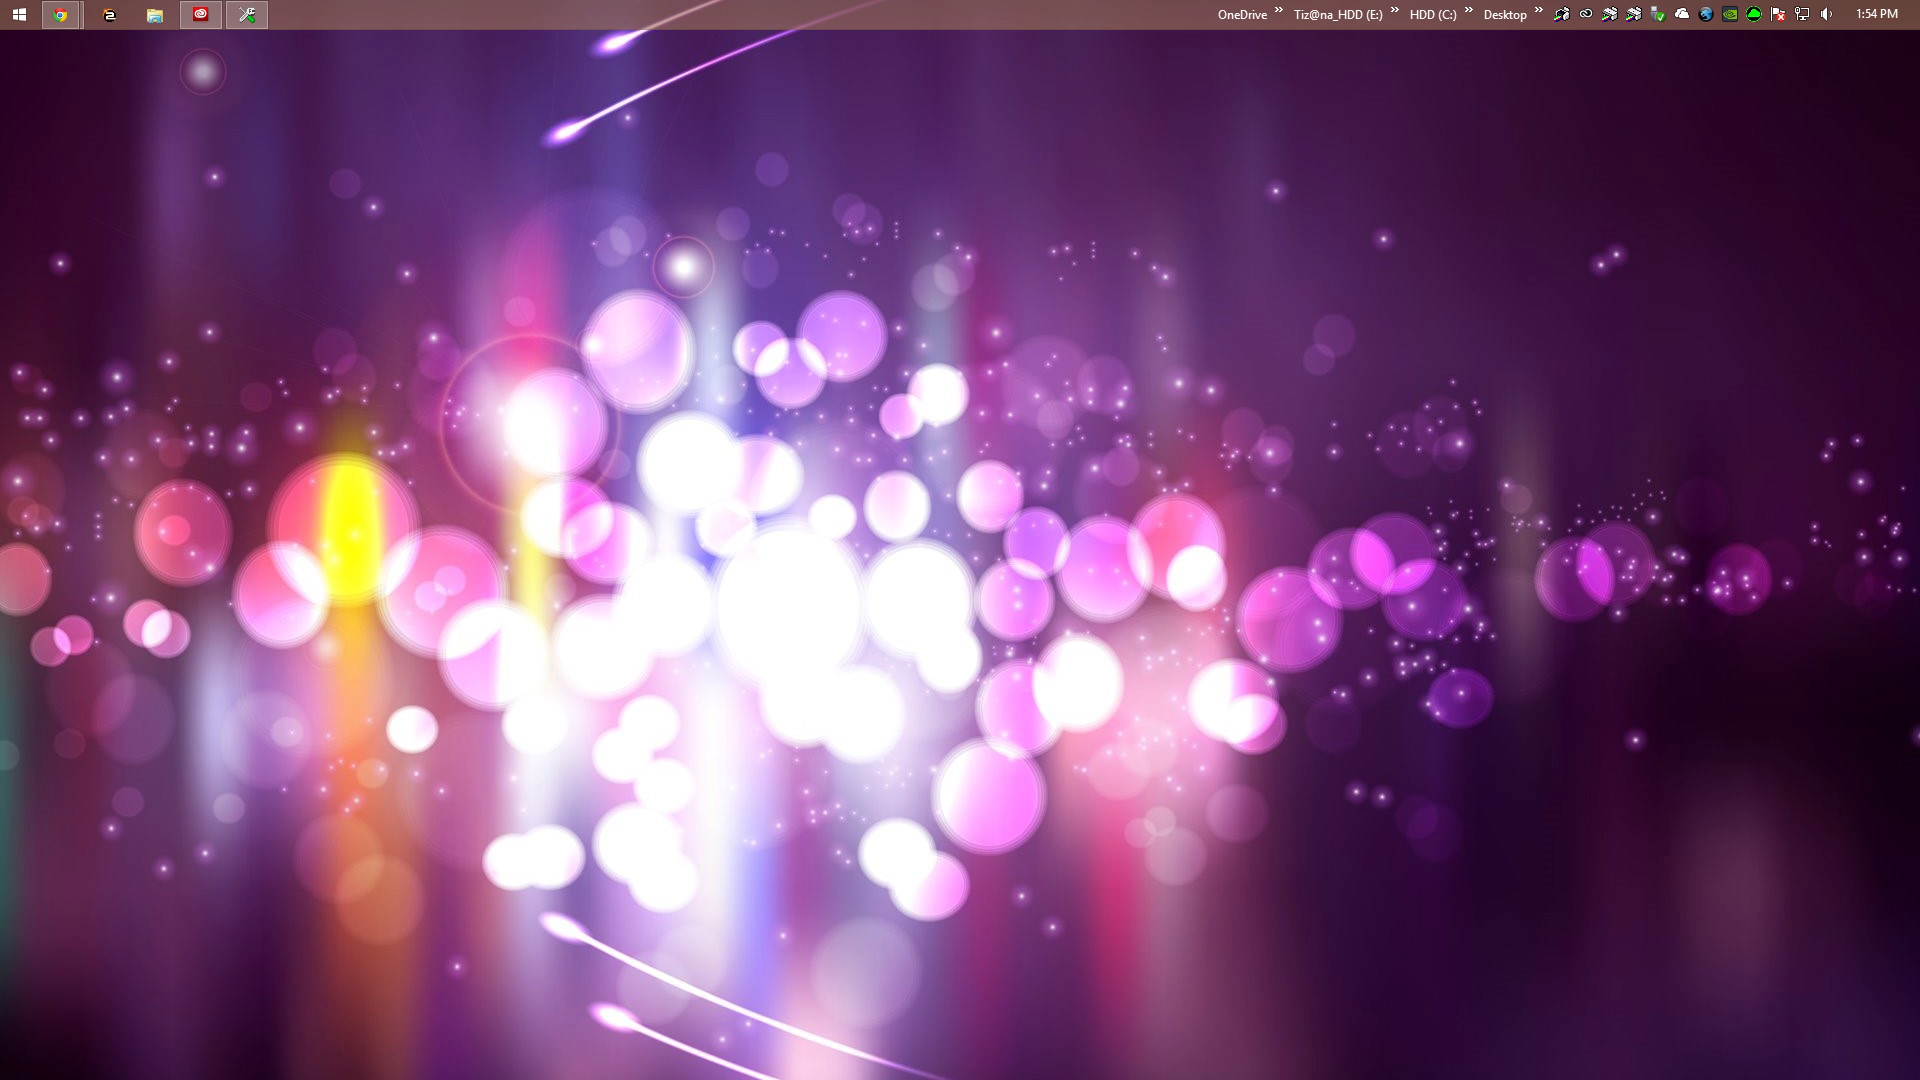 OneDrive » Tiz@na_HDD (E:) » HDD (C:) » Desktop » 1:54 PM